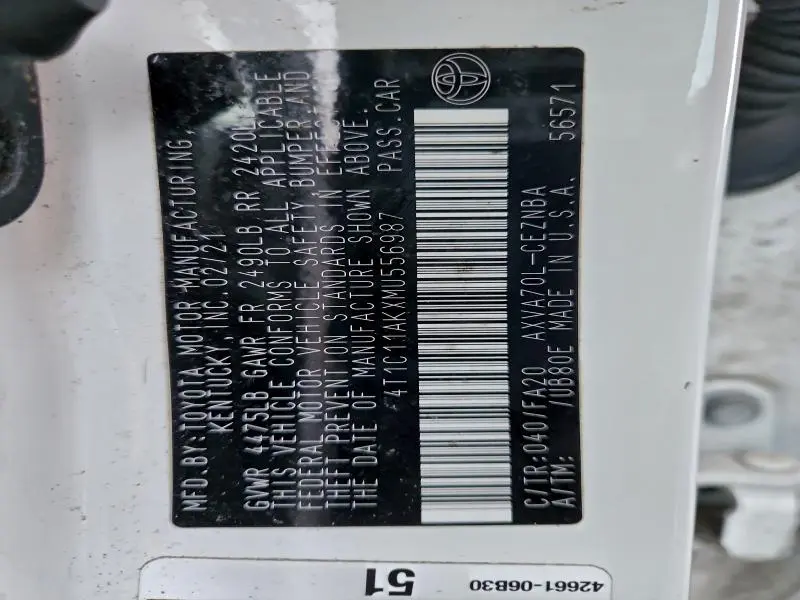 MFD.BY:TOYOTA MOTOR MANUFACTURING,
KENTUCKY, INC. 02/21
GVWR 4475LB GAWR FR 2490LB RR 2420LB
THIS VEHICLE CONFORMS TO ALL APPLICABLE
FEDERAL MOTOR VEHICLE SAFETY, BUMPER, AND
THEFT PREVENTION STANDARDS IN EFFECT
THE DATE OF MANUFACTURE SHOWN ABOVE.
4T1C11AKXMU556987 PASS.CAR
C/TR:040/FA20 AXVA70L-CEZNBA
A/TM: /UB80E MADE IN U.S.A. 56571
42661-06B30
51